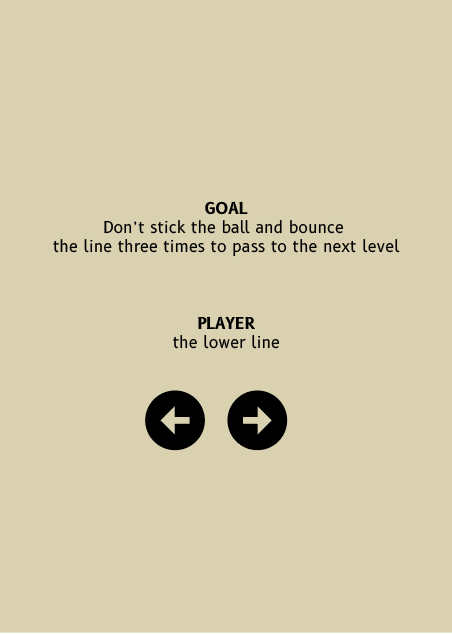 GOAL
Don't stick the ball and bounce
the line three times to pass to the next level
PLAYER
the lower line